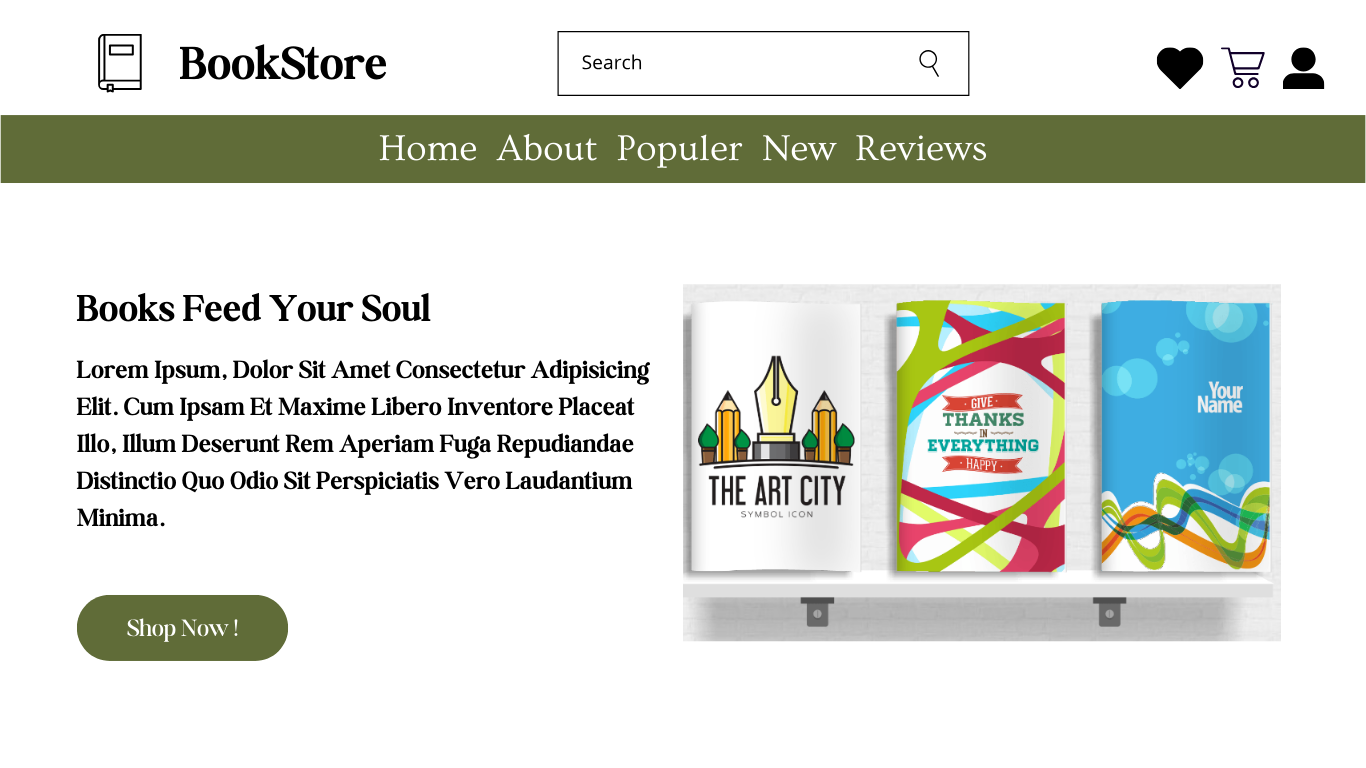 BookStore
Search
Home About Populer New Reviews
Books Feed Your Soul
Lorem Ipsum, Dolor Sit Amet Consectetur Adipisicing
Elit. Cum Ipsam Et Maxime Libero Inventore Placeat
Illo, Illum Deserunt Rem Aperiam Fuga Repudiandae
Distinctio Quo Odio Sit Perspiciatis Vero Laudantium
Minima.
Shop Now !
THE ART CITY
SYMBOL ICON
· GIVE ·
THANKS
IN
EVERYTHING
· HAPPY ·
Your
Name